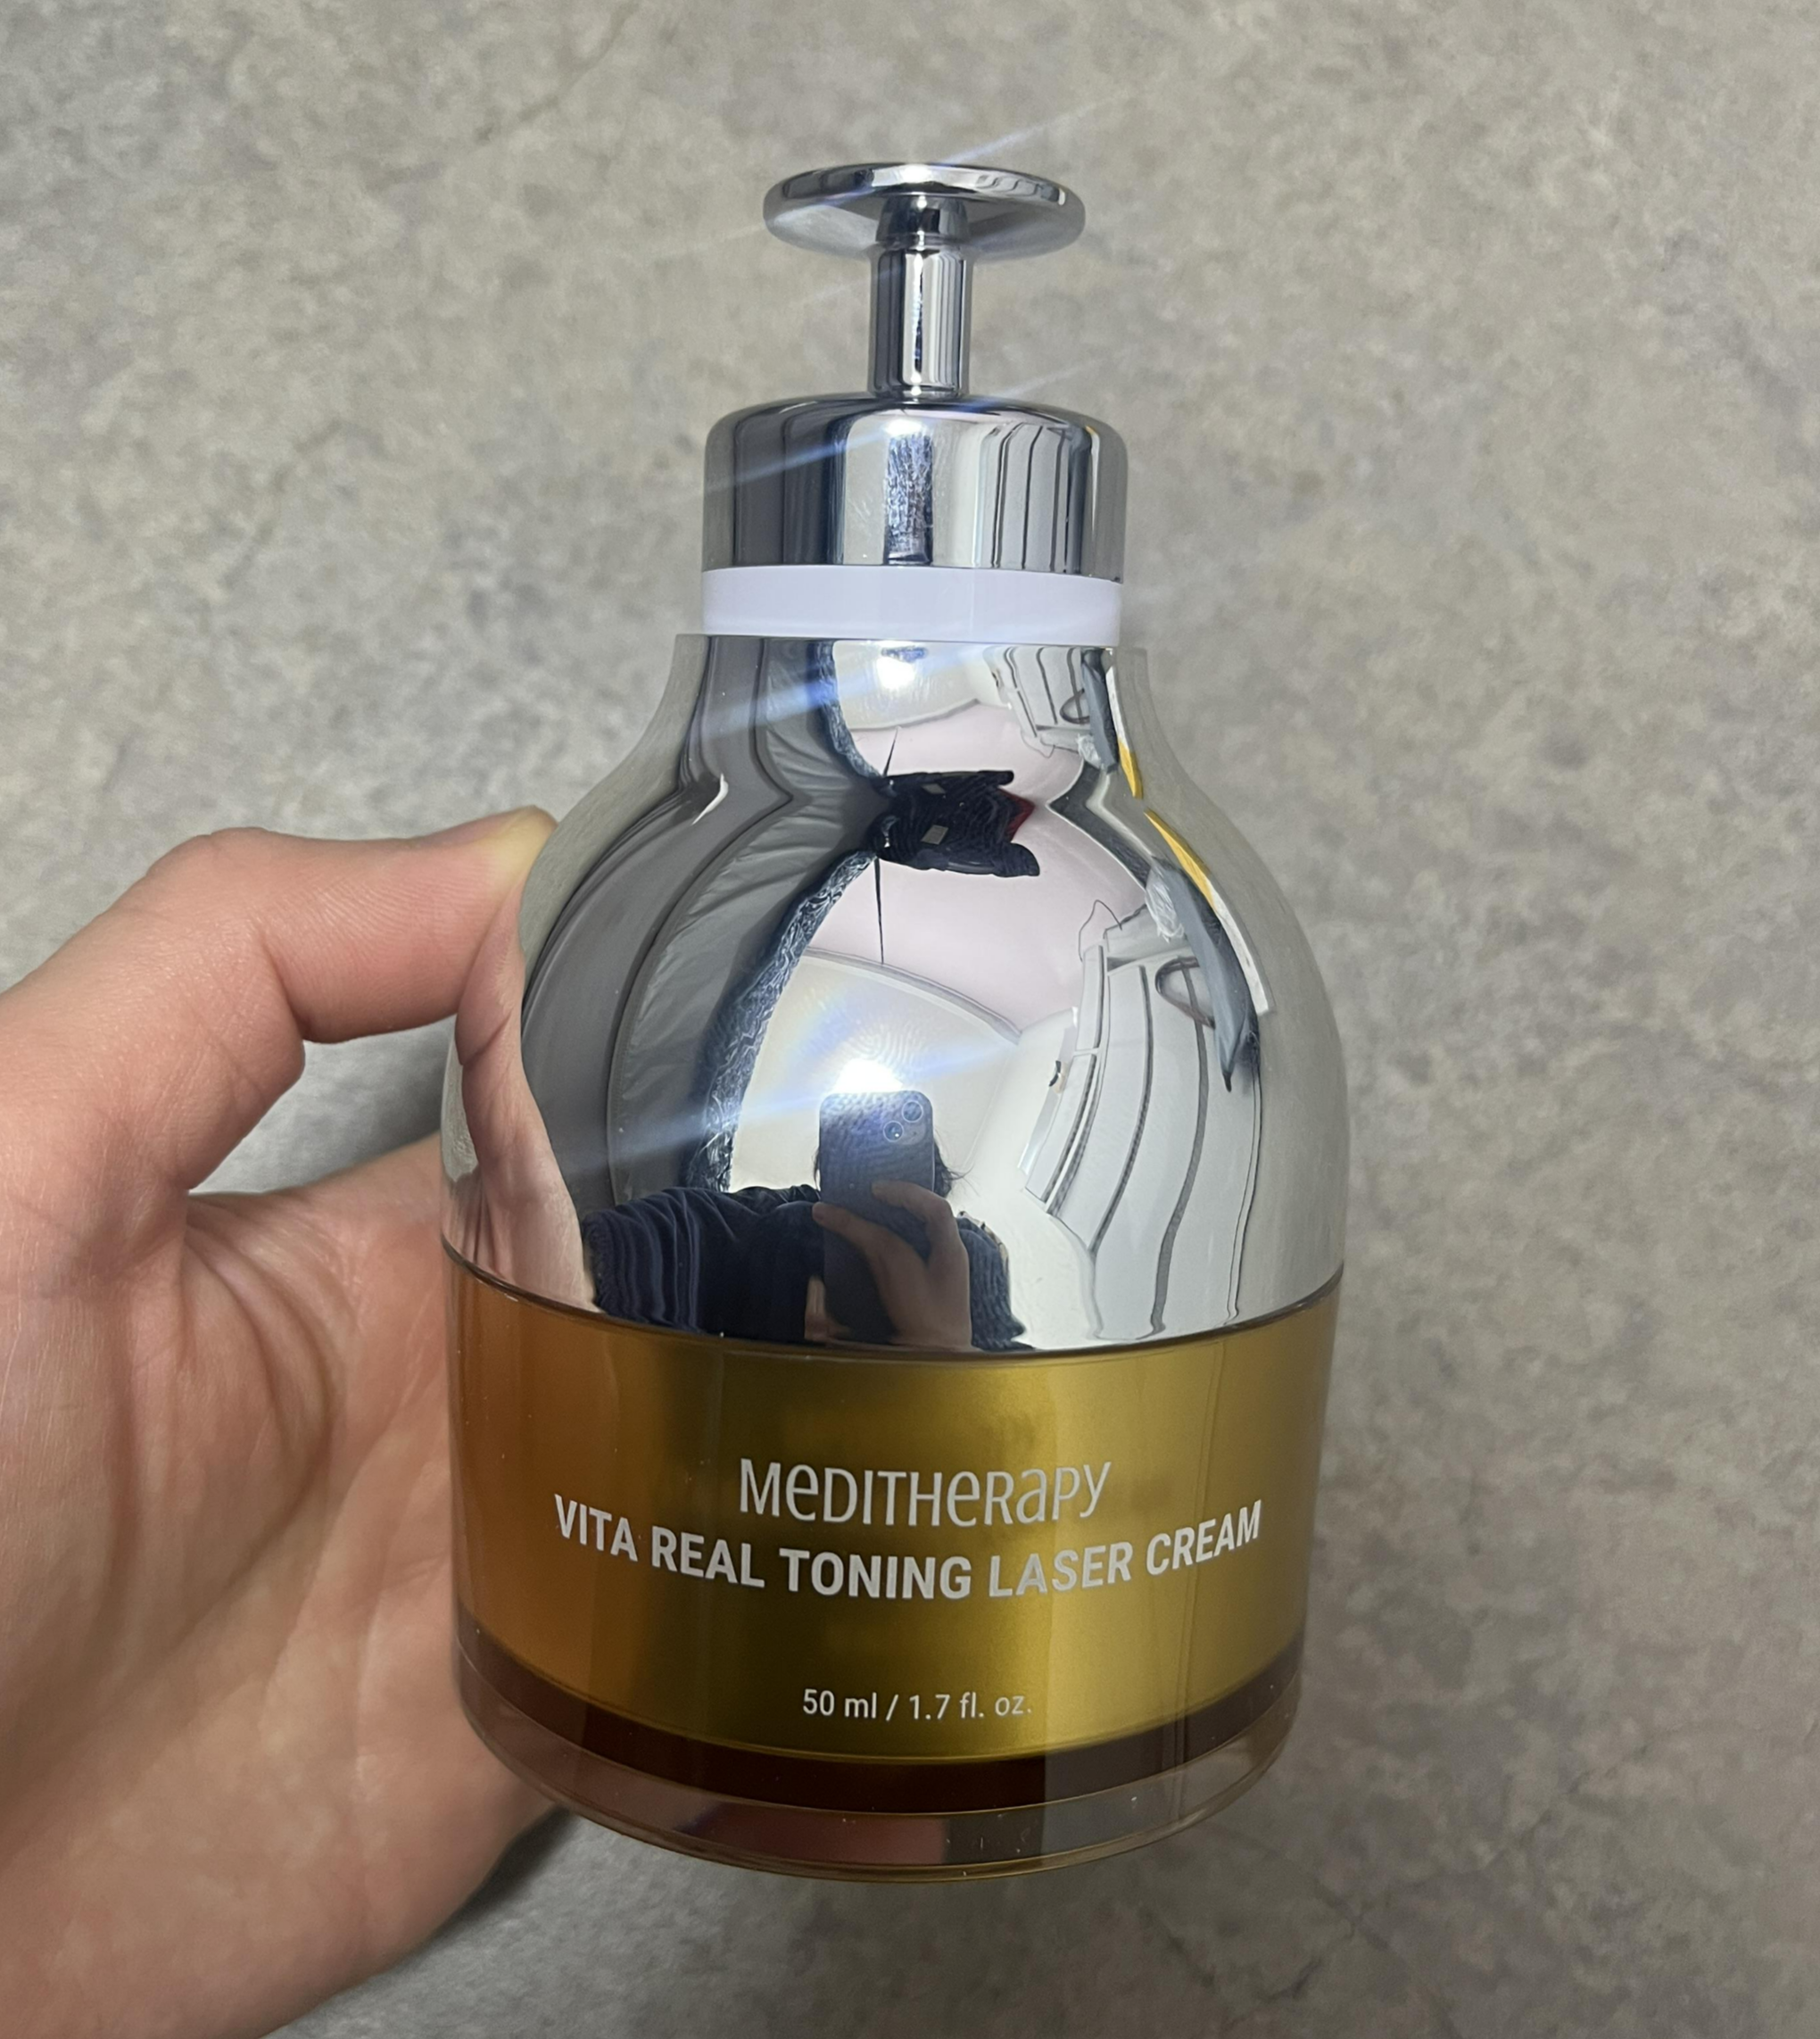 MeDITHeRaPY
VITA REAL TONING LASER CREAM
50 ml / 1.7 fl. oz.